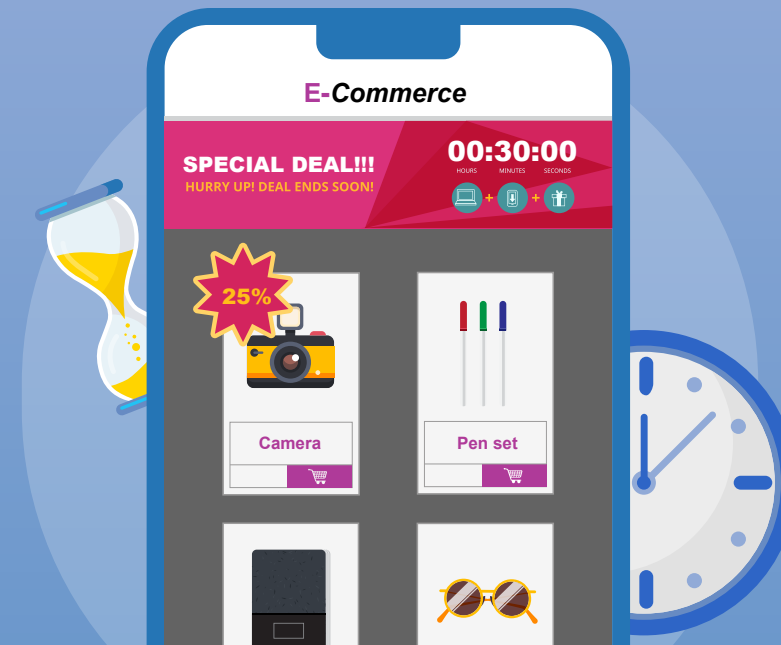 E-Commerce
SPECIAL DEAL!!!
HURRY UP! DEAL ENDS SOON!
00:30:00
HOURS MINUTES SECONDS
25%
Camera
Pen set